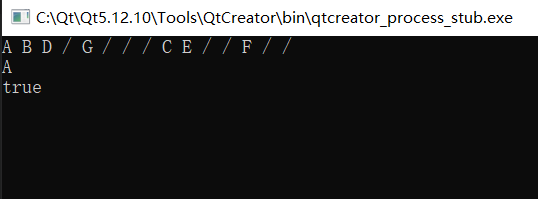 C:\Qt\Qt5.12.10\Tools\QtCreator\bin\qtcreator_process_stub.exe
A B D / G / / / C E / / F / /
A
true